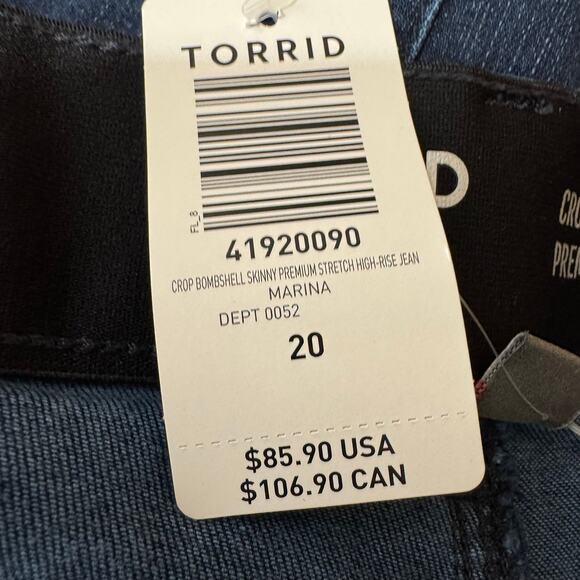 TORRID
FL_8
41920090
CROP BOMBSHELL SKINNY PREMIUM STRETCH HIGH-RISE JEAN
MARINA
DEPT 0052
20
$85.90 USA
$106.90 CAN
D